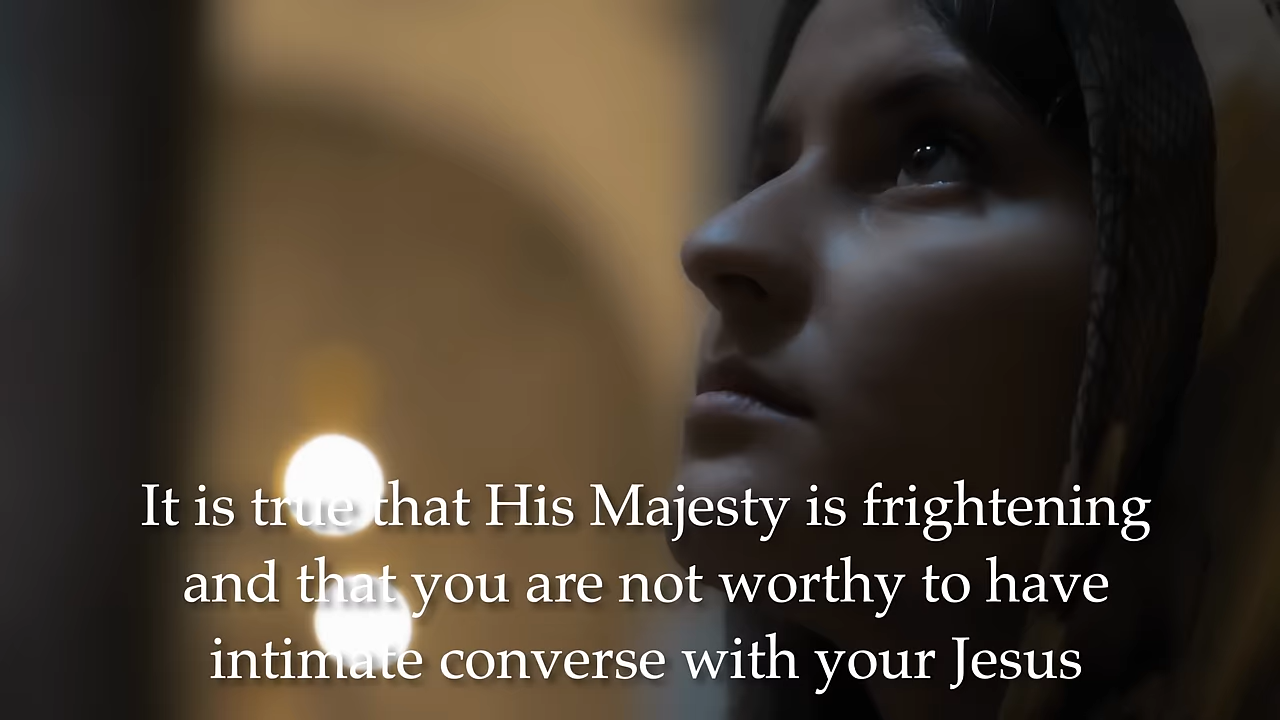 It is true that His Majesty is frightening
and that you are not worthy to have
intimate converse with your Jesus